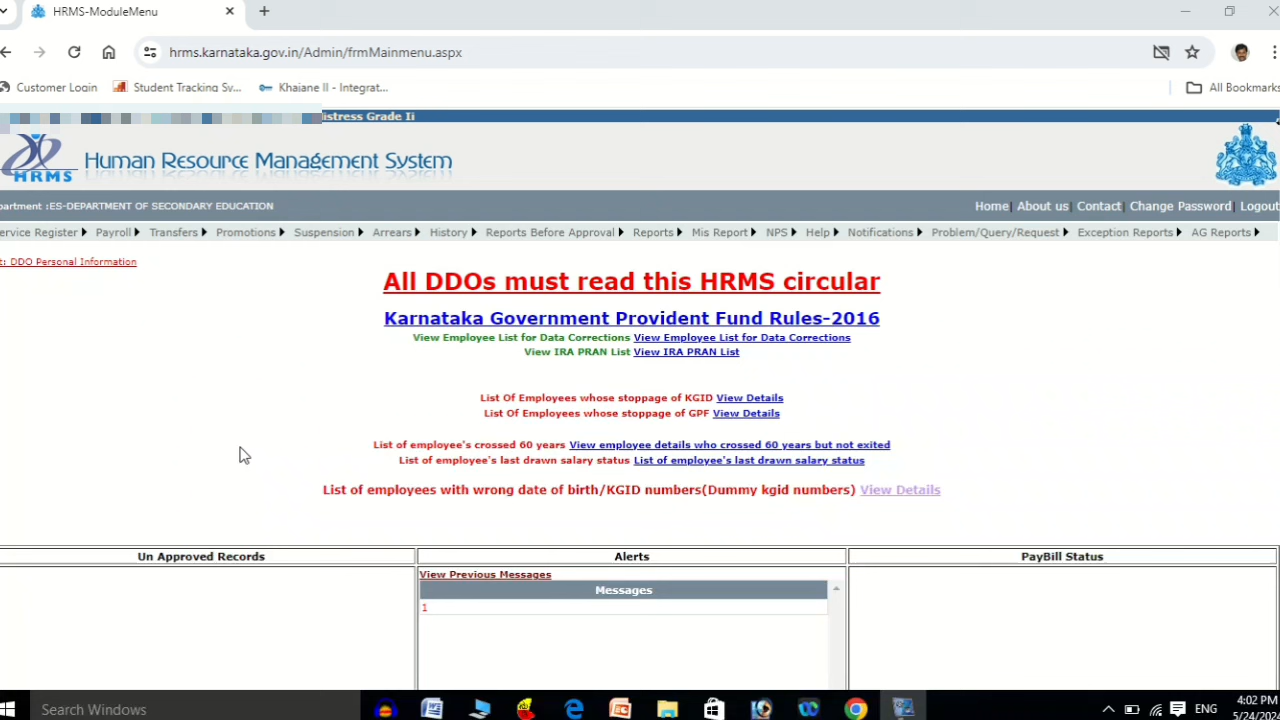 HRMS-ModuleMenu
hrms.karnataka.gov.in/Admin/frmMainmenu.aspx
Customer Login Student Tracking Sy... Khajane II - Integrat... All Bookmarks
istress Grade Ii
HRMS Human Resource Management System
partment :ES-DEPARTMENT OF SECONDARY EDUCATION Home| About us| Contact| Change Password| Logout
ervice Register Payroll Transfers Promotions Suspension Arrears History Reports Before Approval Reports Mis Report NPS Help Notifications Problem/Query/Request Exception Reports AG Reports
t: DDO Personal Information
All DDOs must read this HRMS circular
Karnataka Government Provident Fund Rules-2016
View Employee List for Data Corrections View Employee List for Data Corrections
View IRA PRAN List View IRA PRAN List
List Of Employees whose stoppage of KGID View Details
List Of Employees whose stoppage of GPF View Details
List of employee's crossed 60 years View employee details who crossed 60 years but not exited
List of employee's last drawn salary status List of employee's last drawn salary status
List of employees with wrong date of birth/KGID numbers(Dummy kgid numbers) View Details
Un Approved Records Alerts PayBill Status
View Previous Messages
Messages
1
Search Windows ENG 4:02 PM
5/24/202